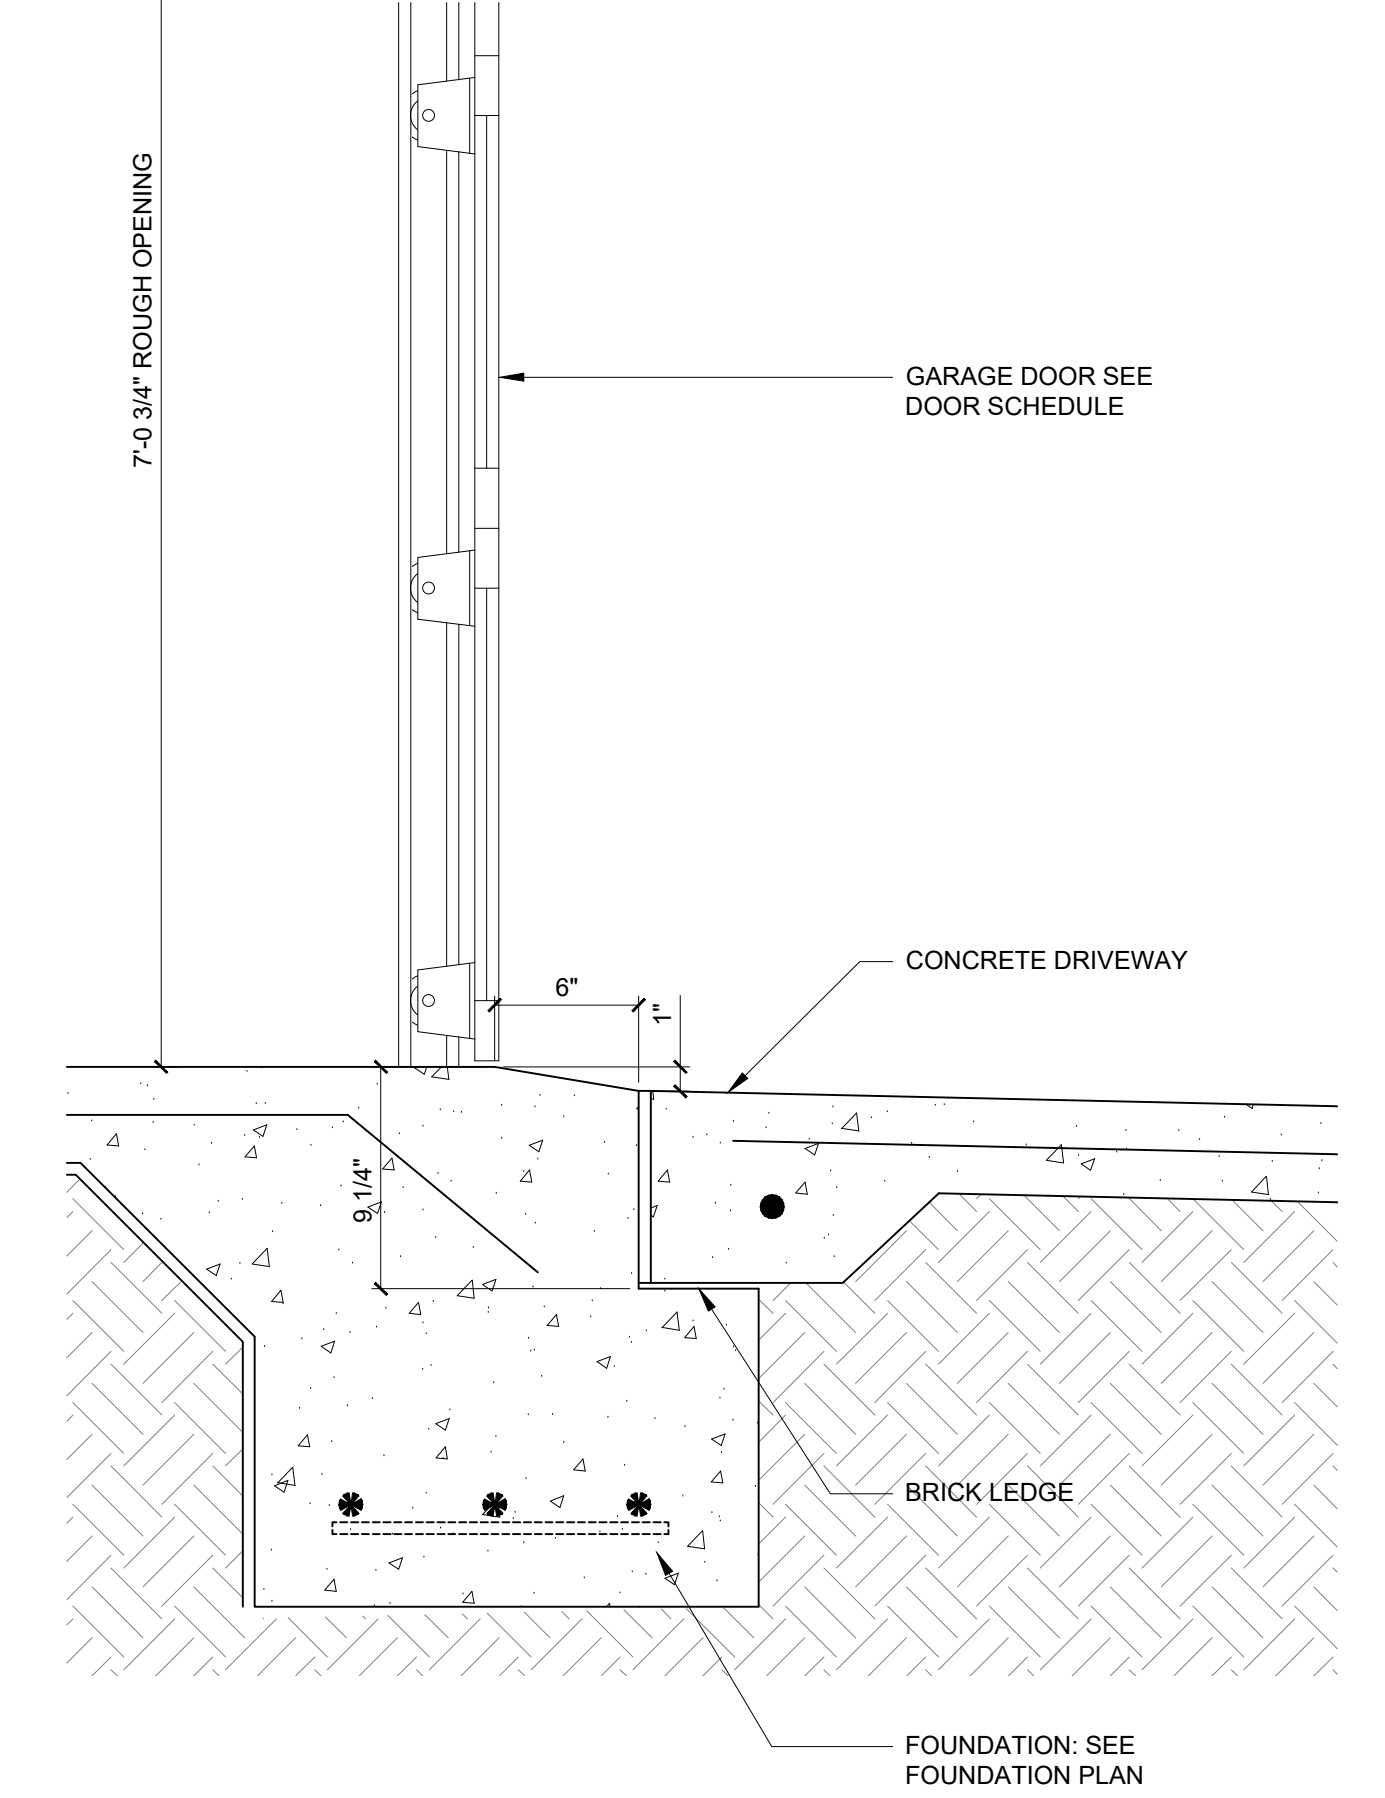 7'-0 3/4" ROUGH OPENING
GARAGE DOOR SEE
DOOR SCHEDULE
CONCRETE DRIVEWAY
6"
1"
9 1/4"
BRICK LEDGE
FOUNDATION: SEE
FOUNDATION PLAN